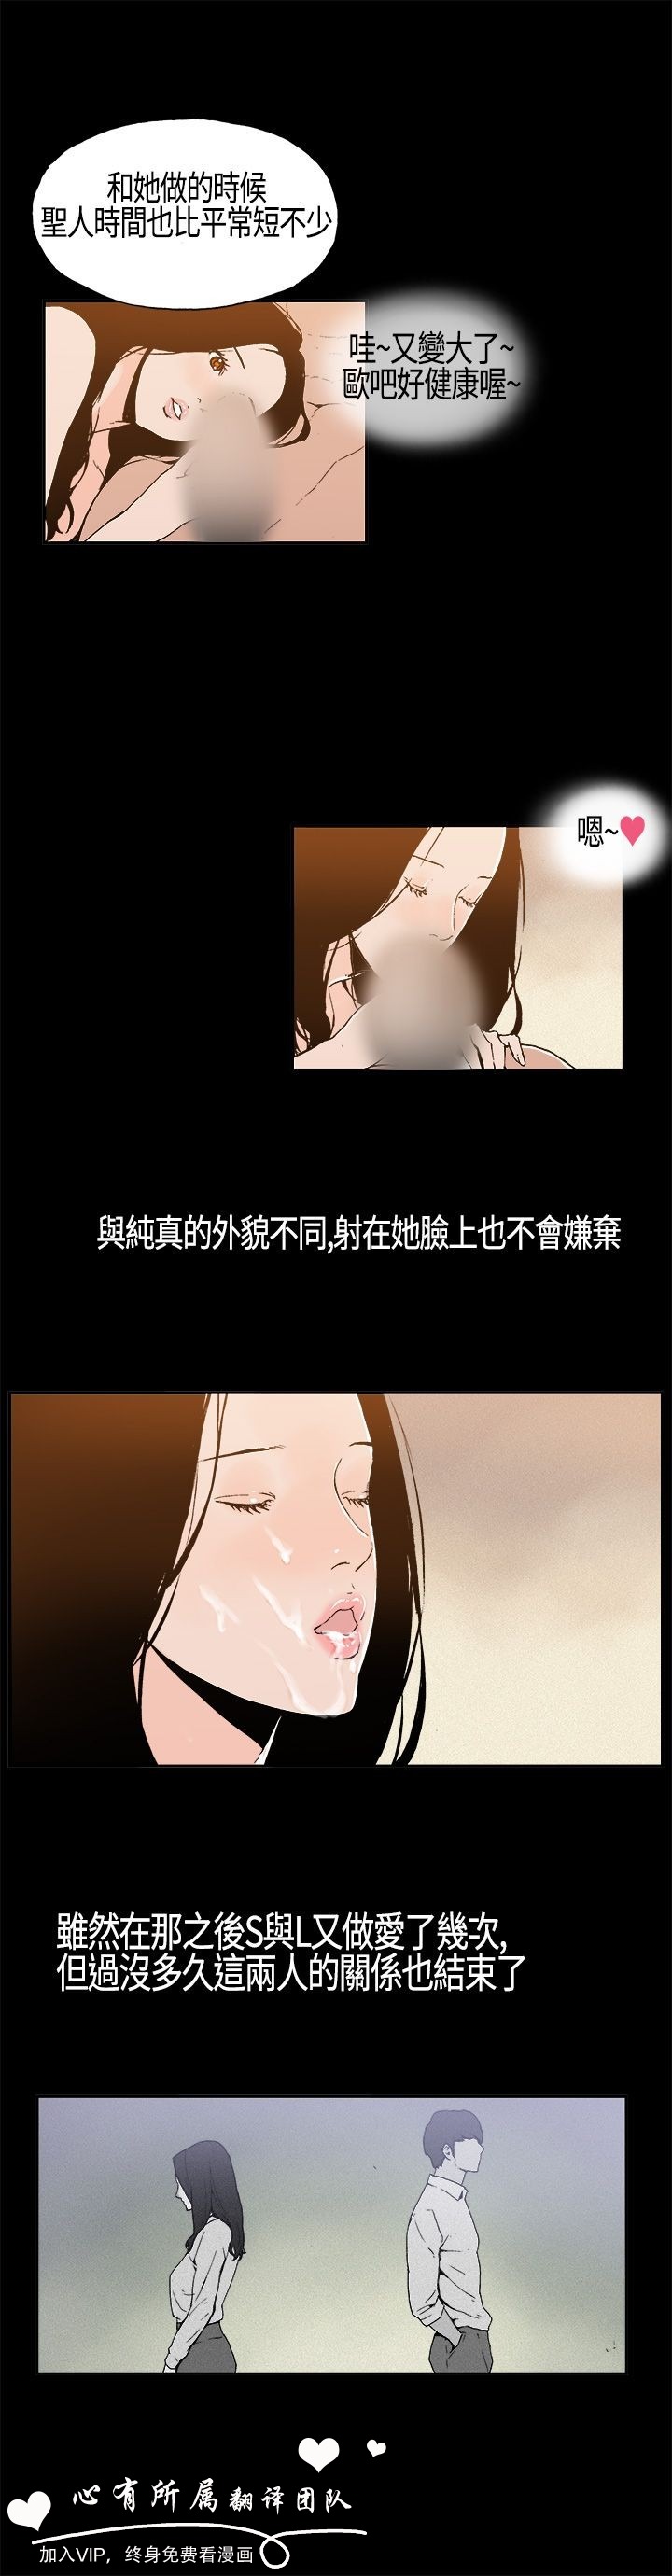 和她做的時候
聖人時間也比平常短不少
哇~又變大了~
歐吧好健康喔~
嗯~♥
與純真的外貌不同,射在她臉上也不會嫌棄
雖然在那之後S與L又做愛了幾次,
但過沒多久這兩人的關係也結束了
心有所属翻译团队
加入VIP，终身免费看漫画